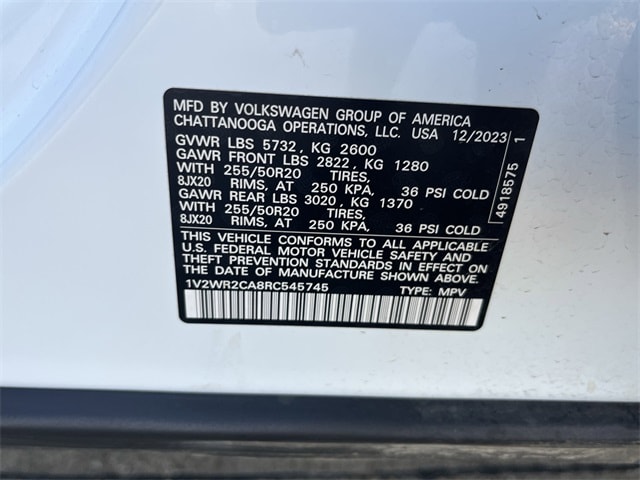 MFD BY VOLKSWAGEN GROUP OF AMERICA
CHATTANOOGA OPERATIONS, LLC. USA 12/2023
GVWR LBS 5732, KG 2600
GAWR FRONT LBS 2822, KG 1280
WITH 255/50R20 TIRES,
8JX20 RIMS, AT 250 KPA, 36 PSI COLD
GAWR REAR LBS 3020, KG 1370
WITH 255/50R20 TIRES,
8JX20 RIMS, AT 250 KPA, 36 PSI COLD
THIS VEHICLE CONFORMS TO ALL APPLICABLE
U.S. FEDERAL MOTOR VEHICLE SAFETY AND
THEFT PREVENTION STANDARDS IN EFFECT ON
THE DATE OF MANUFACTURE SHOWN ABOVE.
1V2WR2CA8RC545745 TYPE: MPV
4918575 1